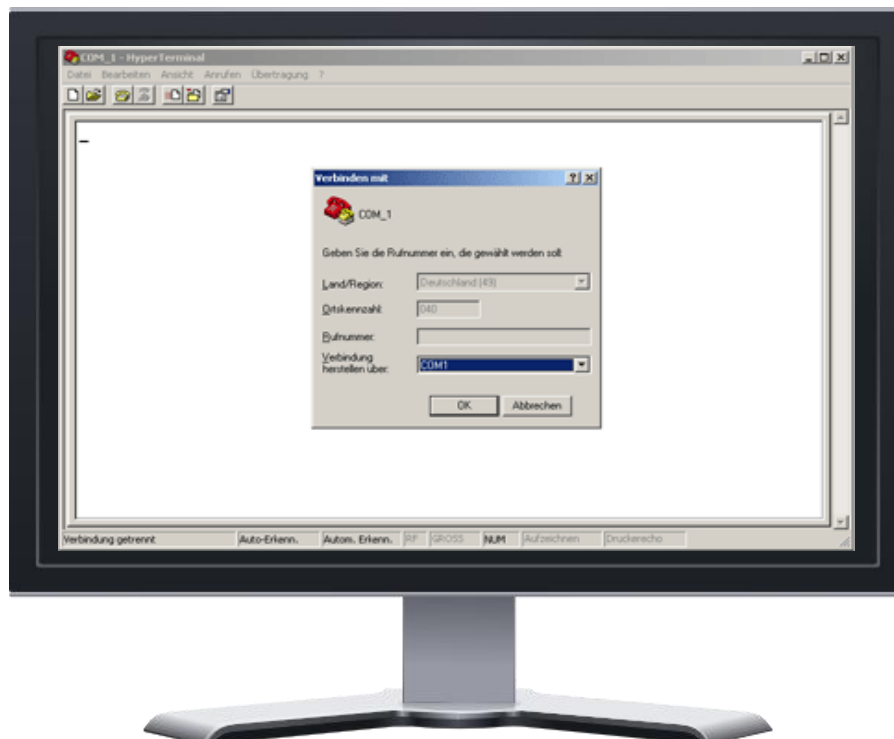 COM_1 - HyperTerminal
Datei Bearbeiten Ansicht Anrufen Übertragung ?
Verbinden mit
COM_1
Geben Sie die Rufnummer ein, die gewählt werden soll:
Land/Region: Deutschland (49)
Ortskennzahl: 040
Rufnummer:
Verbindung
herstellen über: COM1
OK Abbrechen
Verbindung getrennt Auto-Erkenn. Autom. Erkenn. RF GROSS NUM Aufzeichnen Druckerecho